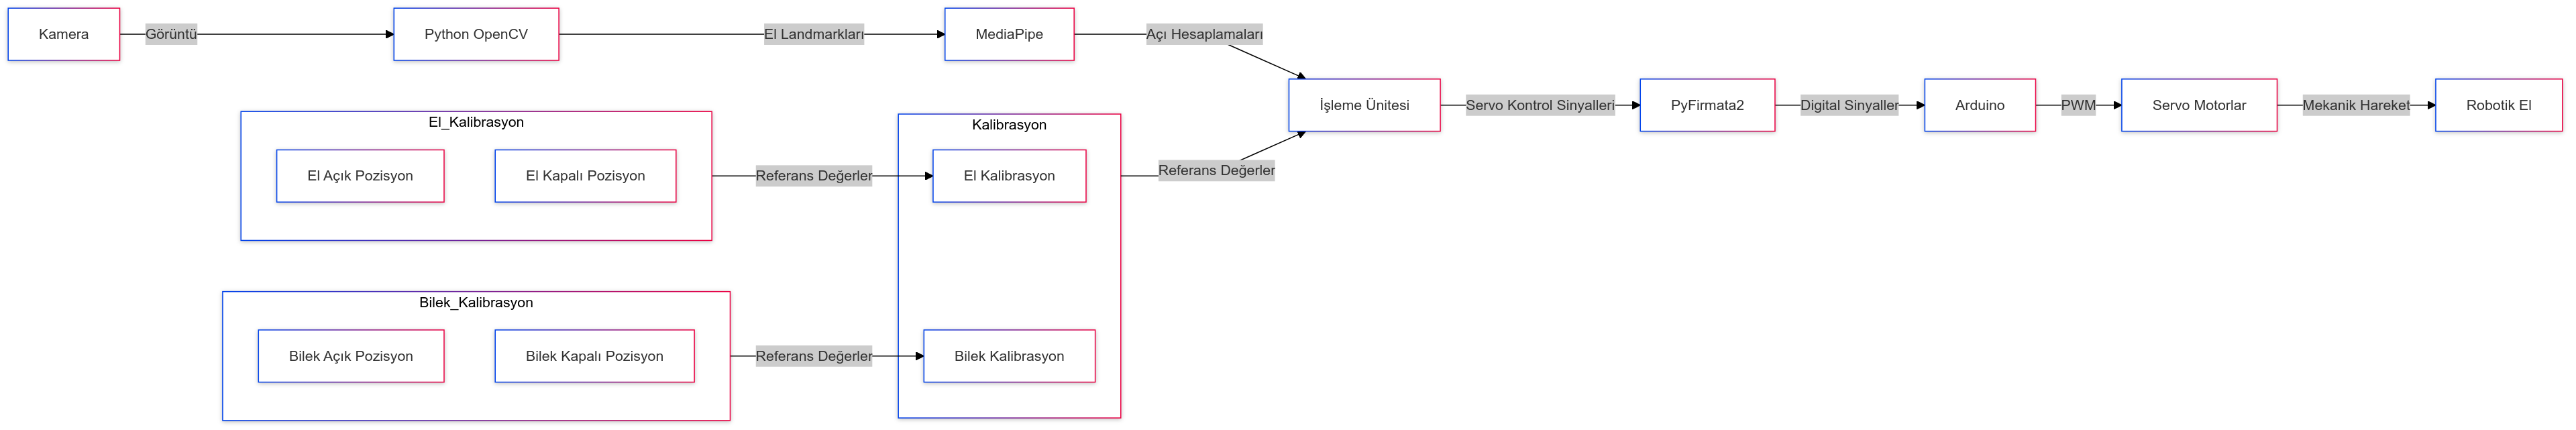 Kamera
Görüntü
Python OpenCV
El Landmarkları
MediaPipe
Açı Hesaplamaları
İşleme Ünitesi
Servo Kontrol Sinyalleri
PyFirmata2
Digital Sinyaller
Arduino
PWM
Servo Motorlar
Mekanik Hareket
Robotik El
El_Kalibrasyon
El Açık Pozisyon
El Kapalı Pozisyon
Referans Değerler
Kalibrasyon
El Kalibrasyon
Referans Değerler
Bilek_Kalibrasyon
Bilek Açık Pozisyon
Bilek Kapalı Pozisyon
Referans Değerler
Bilek Kalibrasyon